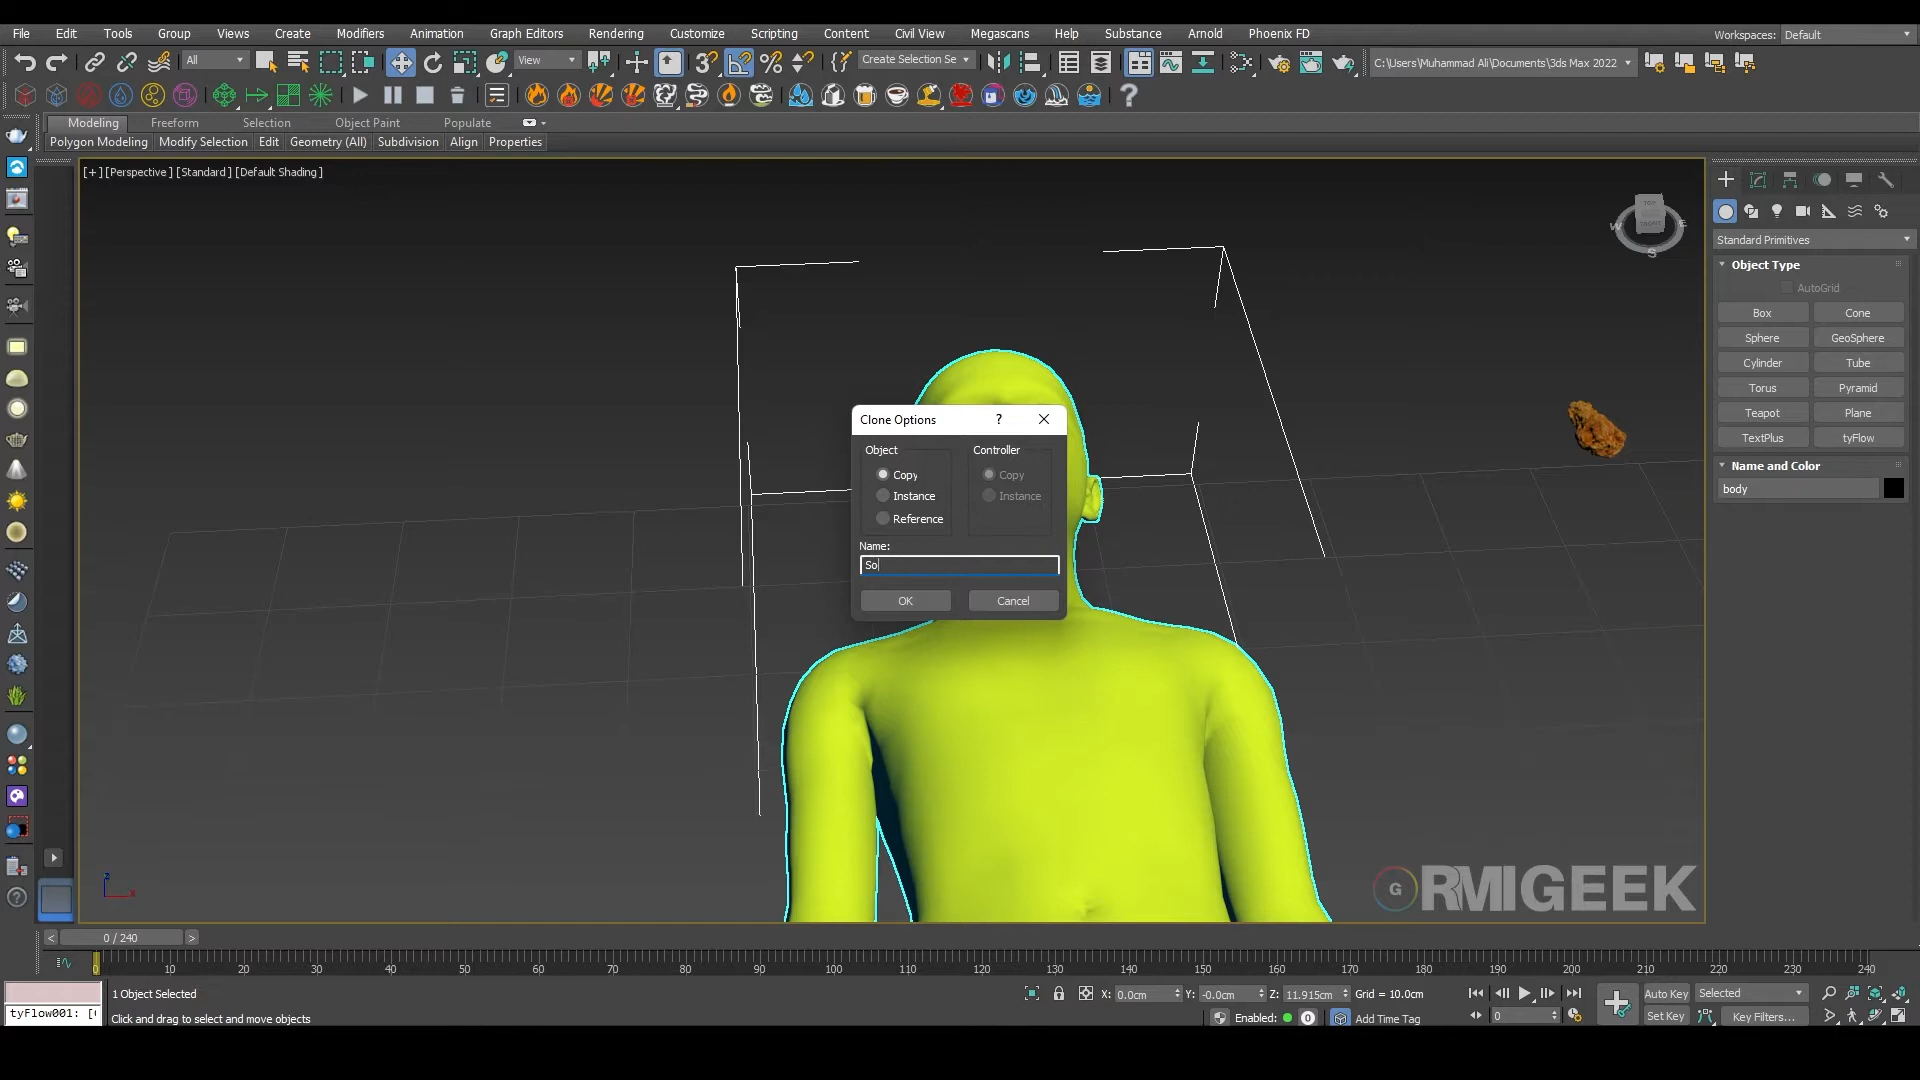 File Edit Tools Group Views Create Modifiers Animation Graph Editors Rendering Customize Scripting Content Civil View Megascans Help Substance Arnold Phoenix FD Workspaces: Default
All View Create Selection Se C:\Users\Muhammad Ali\Documents\3ds Max 2022
Modeling Freeform Selection Object Paint Populate
Polygon Modeling Modify Selection Edit Geometry (All) Subdivision Align Properties
[+] [Perspective ] [Standard ] [Default Shading ]
TOP
FRONT
W E
S
Standard Primitives
Object Type
AutoGrid
Box Cone
Sphere GeoSphere
Cylinder Tube
Torus Pyramid
Teapot Plane
TextPlus tyFlow
Name and Color
body
Clone Options ?
Object Controller
Copy Copy
Instance Instance
Reference
Name:
So
OK Cancel
z
x
G RMIGEEK
< 0 / 240 >
0 10 20 30 40 50 60 70 80 90 100 110 120 130 140 150 160 170 180 190 200 210 220 230 240
1 Object Selected X: 0.0cm Y: -0.0cm Z: 11.915cm Grid = 10.0cm Auto Key Selected
tyFlow001: [( Click and drag to select and move objects Enabled: 0 Add Time Tag 0 Set Key Key Filters...